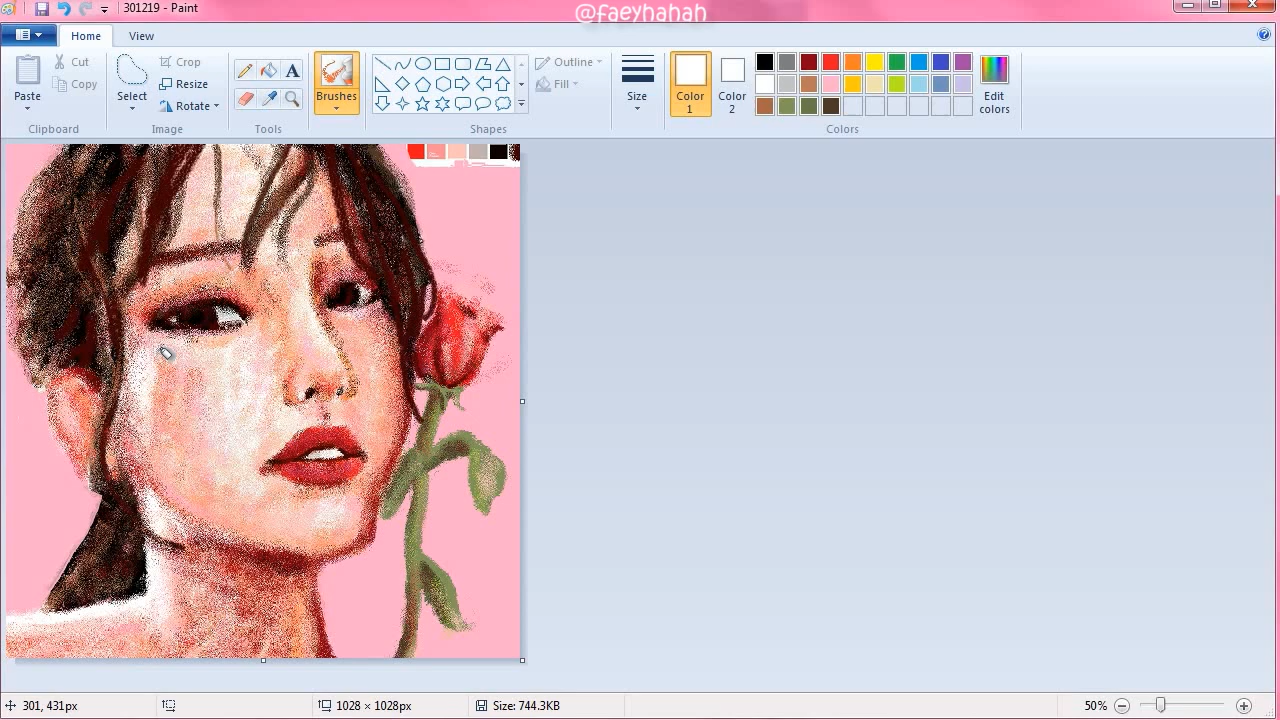 301219 - Paint
@faeyhahah
Home
View
Paste
Cut
Copy
Clipboard
Select
Crop
Resize
Rotate
Image
A
Tools
Brushes
Outline
Fill
Shapes
Size
Color
1
Color
2
Edit
colors
Colors
301, 431px
1028 × 1028px
Size: 744.3KB
50%